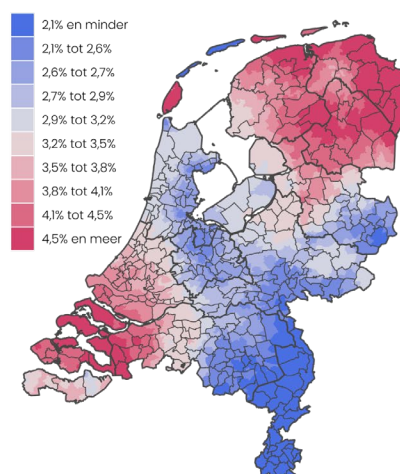 2,1% en minder
2,1% tot 2,6%
2,6% tot 2,7%
2,7% tot 2,9%
2,9% tot 3,2%
3,2% tot 3,5%
3,5% tot 3,8%
3,8% tot 4,1%
4,1% tot 4,5%
4,5% en meer